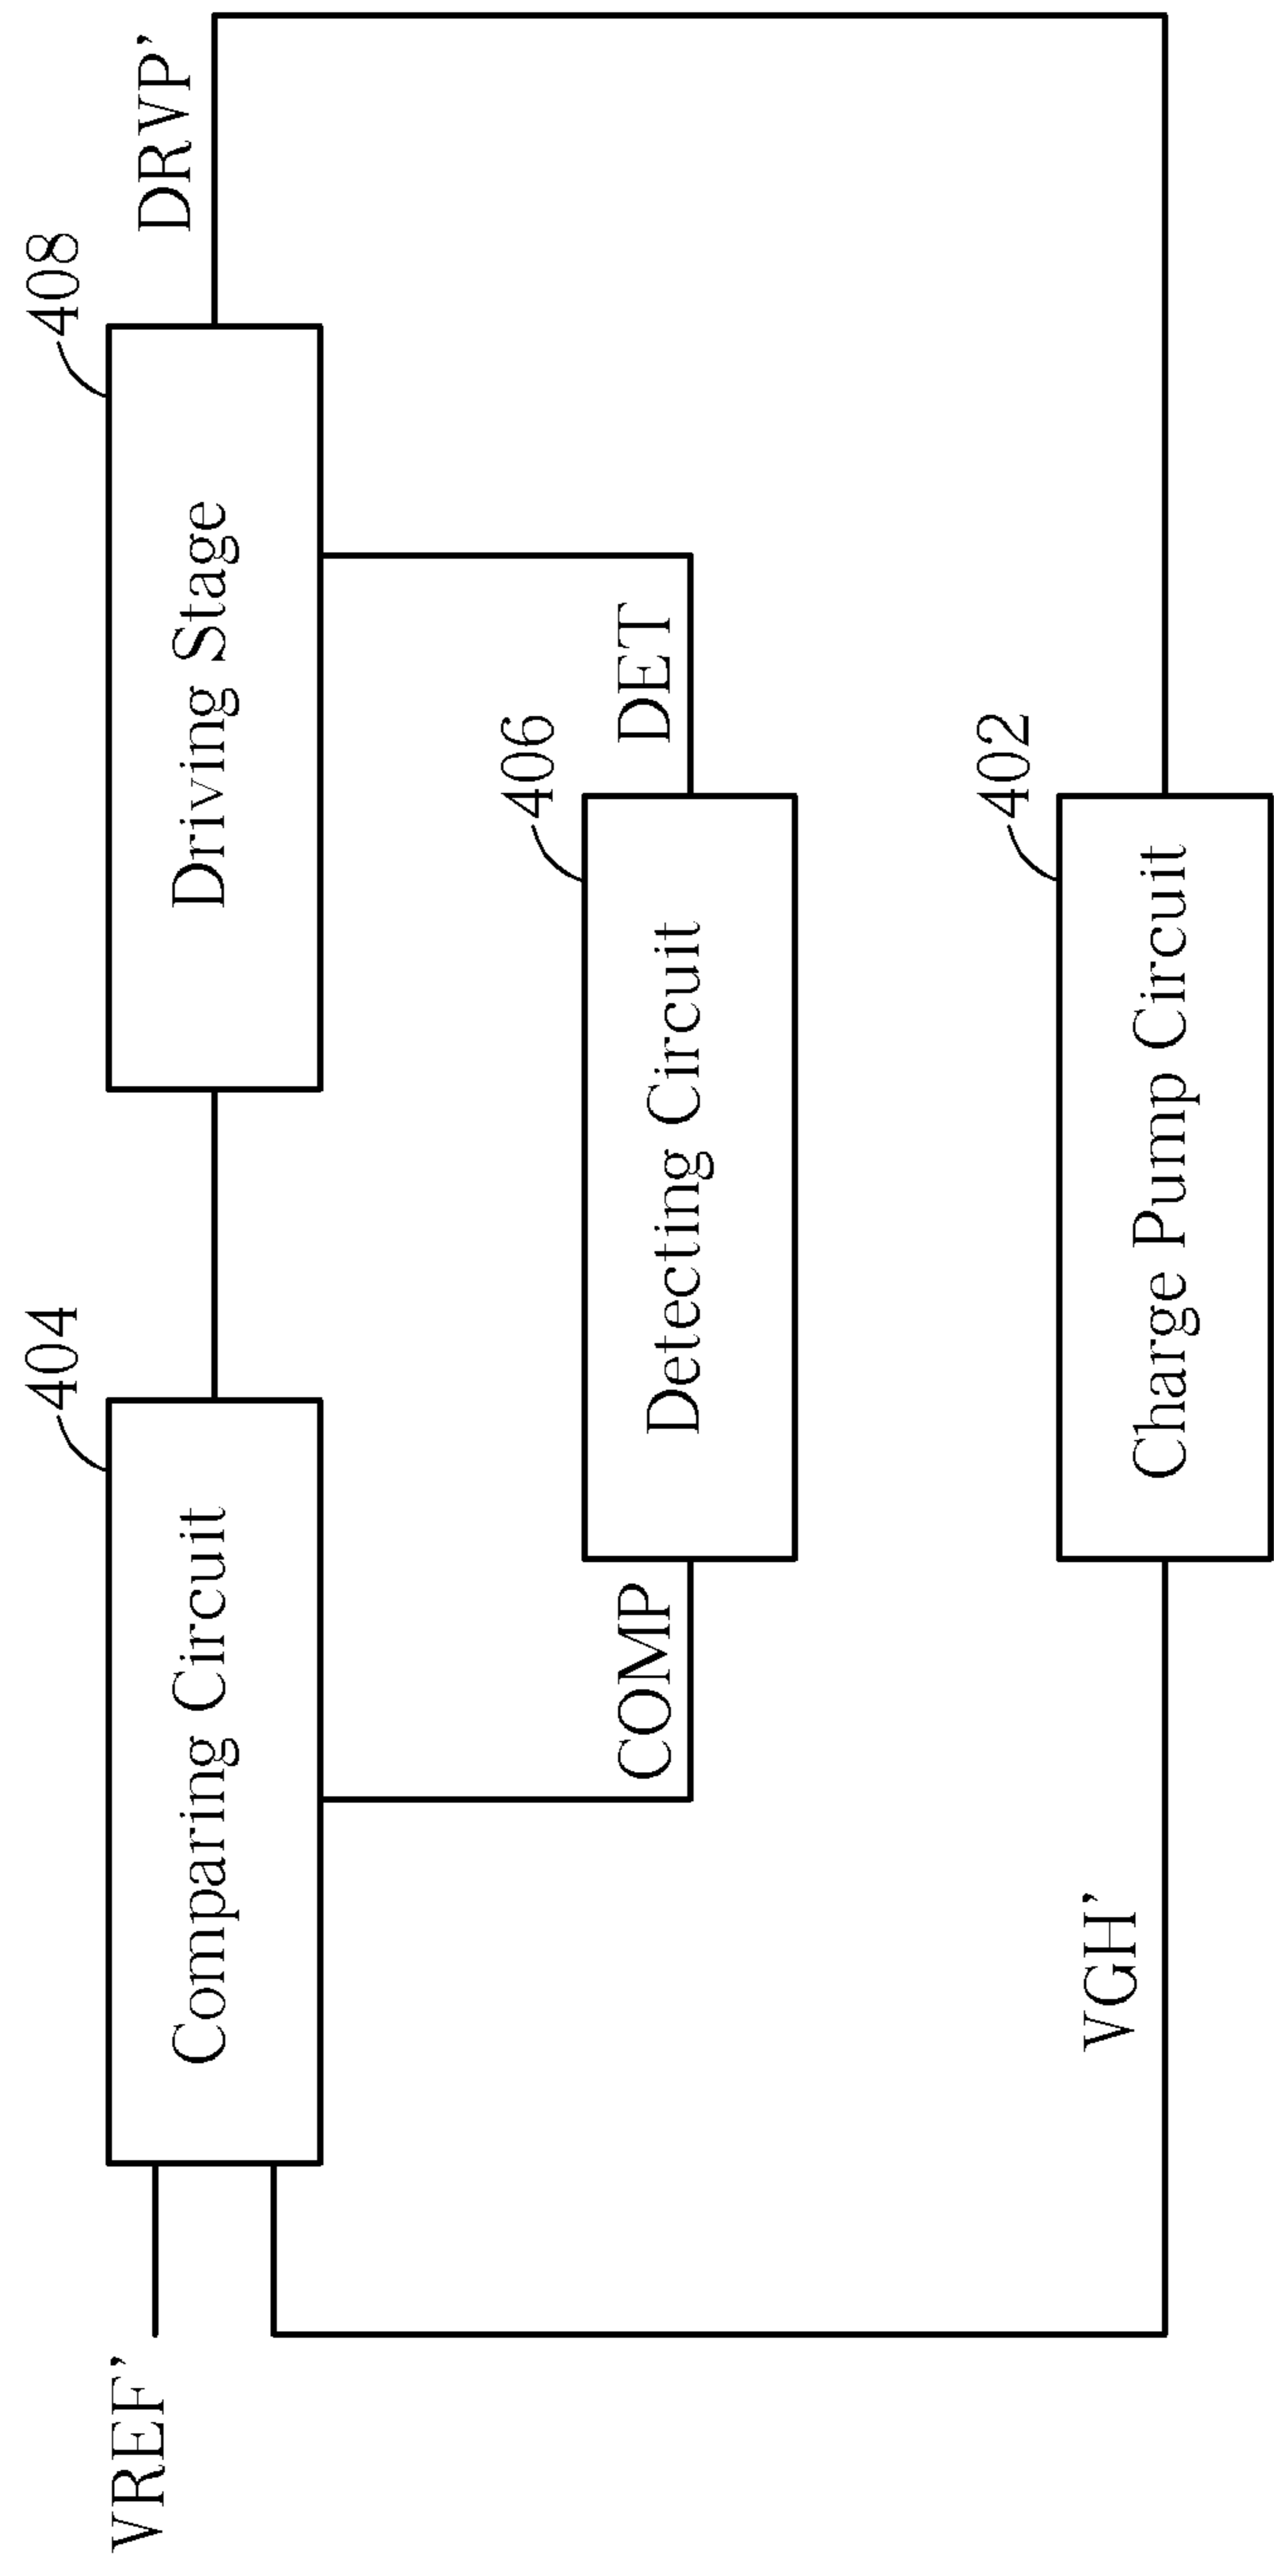 404
408
VREF'
Comparing Circuit
Driving Stage
DRVP'
406
COMP
Detecting Circuit
DET
402
VGH'
Charge Pump Circuit